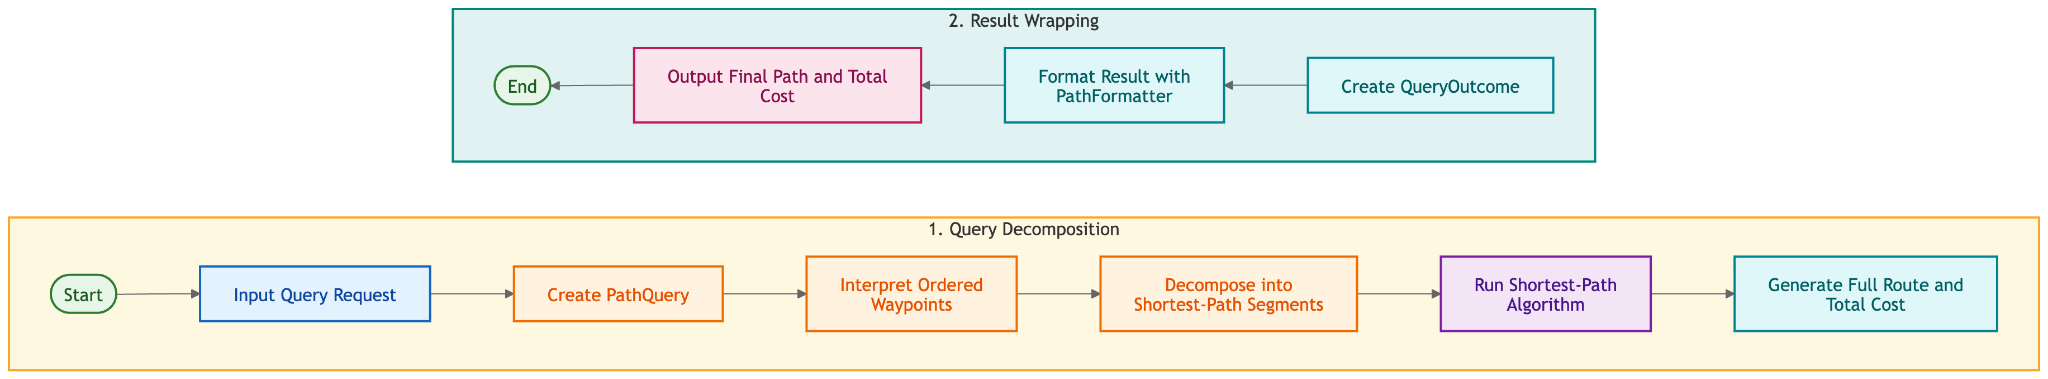 2. Result Wrapping
End
Output Final Path and Total
Cost
Format Result with
PathFormatter
Create QueryOutcome
1. Query Decomposition
Start
Input Query Request
Create PathQuery
Interpret Ordered
Waypoints
Decompose into
Shortest-Path Segments
Run Shortest-Path
Algorithm
Generate Full Route and
Total Cost